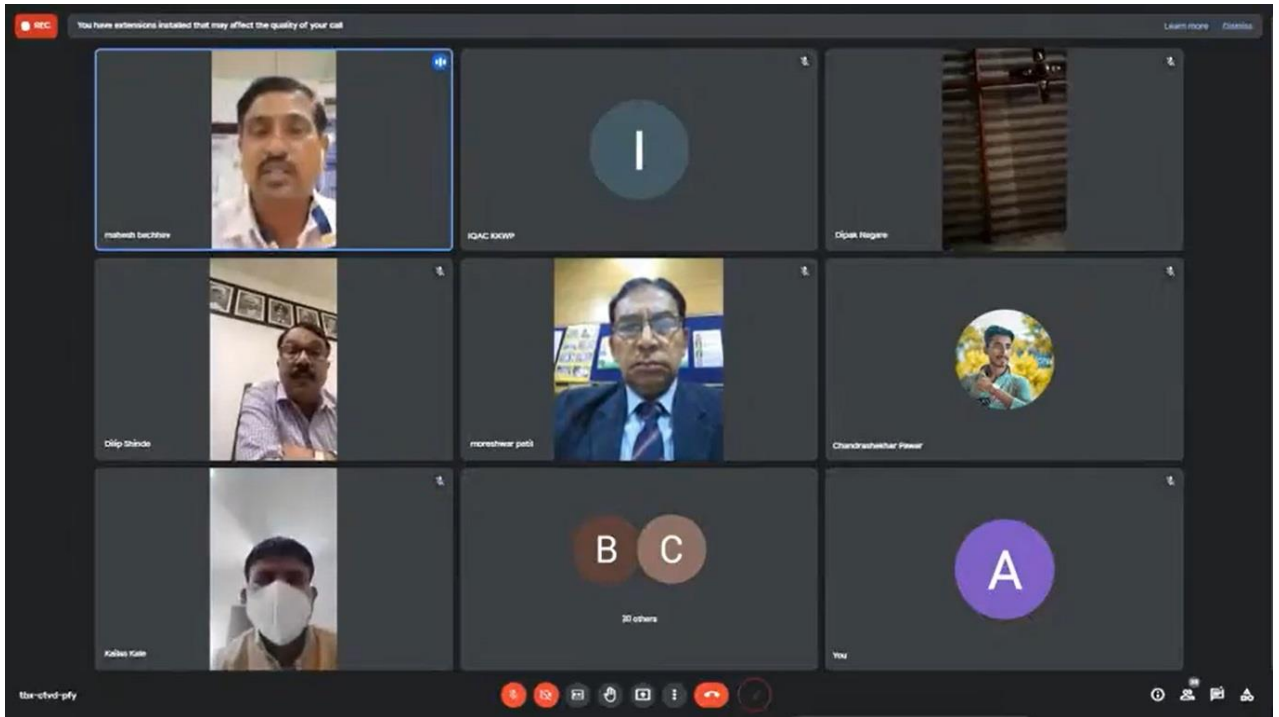 REC
You have extensions installed that may affect the quality of your call
Learn more
Dismiss
mahesh bachhav
I
IQAC KKWP
Dipak Nagare
Dilip Shinde
moreshwar patil
Chandrashekhar Pawar
Kailas Kale
B
C
30 others
A
You
tbx-ctvd-pfy